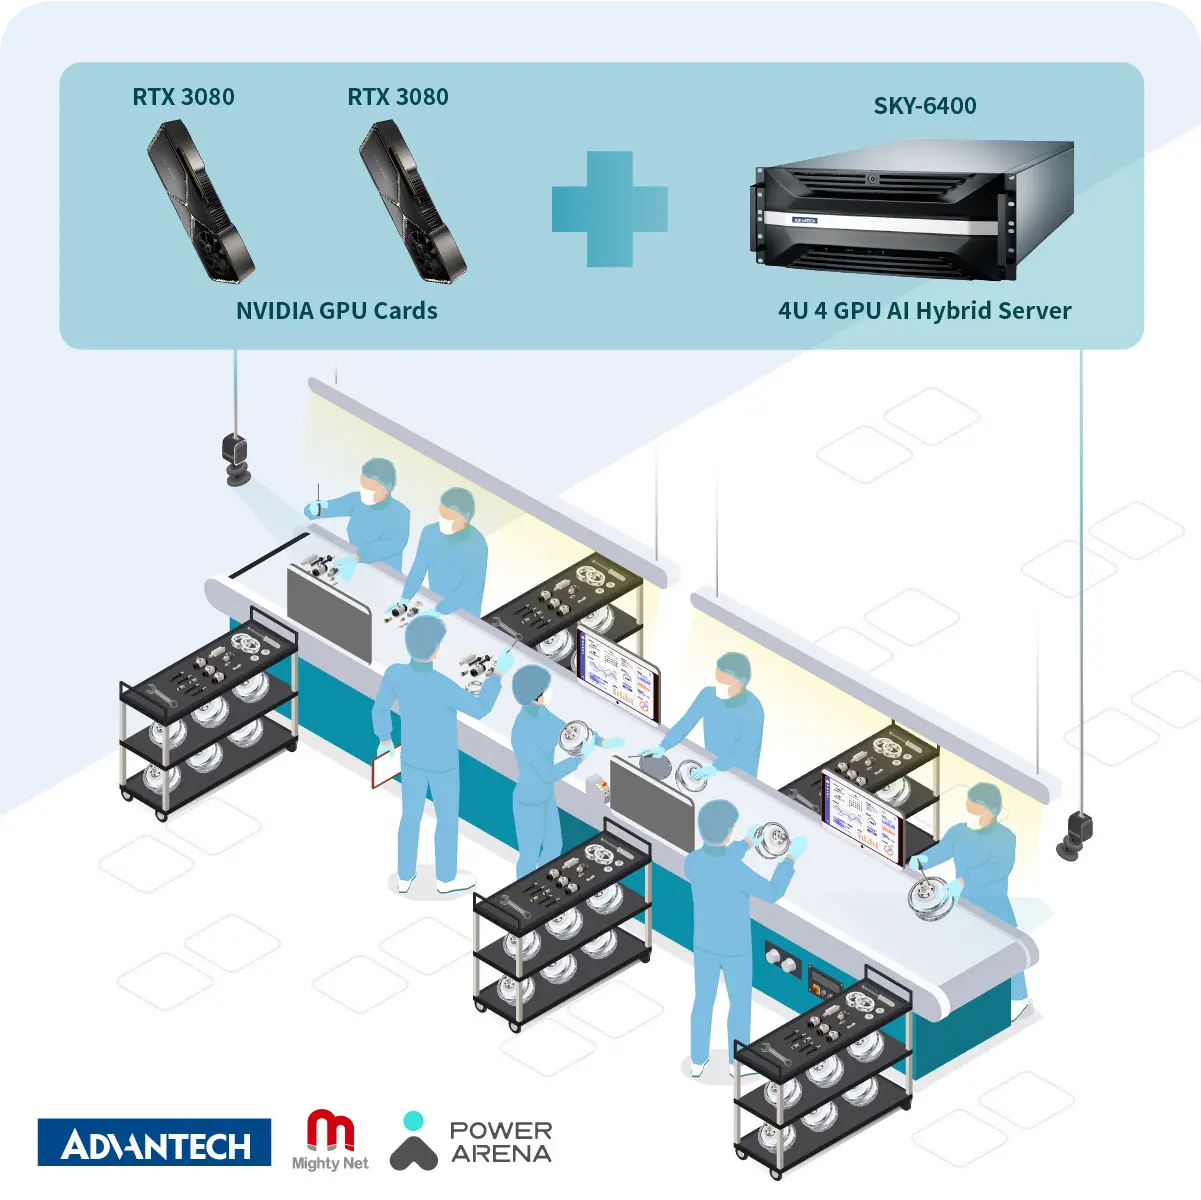 RTX 3080
RTX 3080
SKY-6400
ADVANTECH
NVIDIA GPU Cards
4U 4 GPU AI Hybrid Server
ADVANTECH
Mighty Net
POWER
ARENA